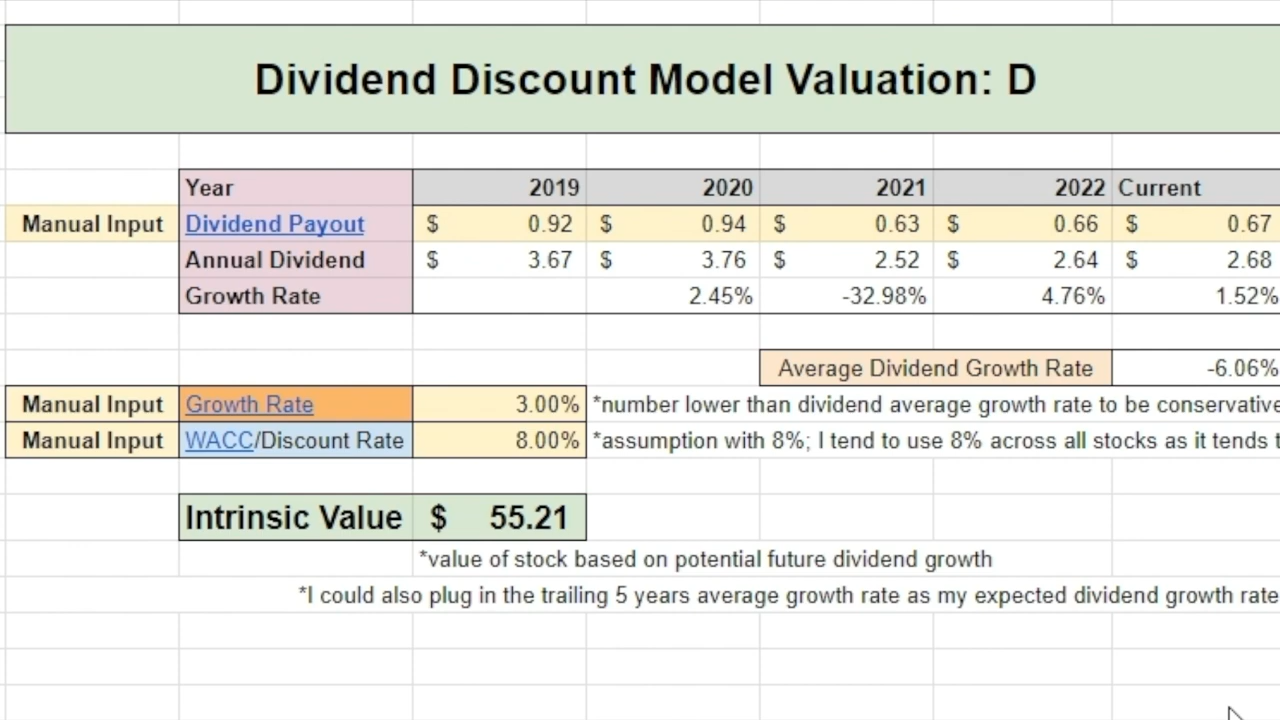 Dividend Discount Model Valuation: D
Year 2019 2020 2021 2022 Current
Manual Input Dividend Payout $ 0.92 $ 0.94 $ 0.63 $ 0.66 $ 0.67
Annual Dividend $ 3.67 $ 3.76 $ 2.52 $ 2.64 $ 2.68
Growth Rate 2.45% -32.98% 4.76% 1.52%
Average Dividend Growth Rate -6.06%
Manual Input Growth Rate 3.00% *number lower than dividend average growth rate to be conservative
Manual Input WACC/Discount Rate 8.00% *assumption with 8%; I tend to use 8% across all stocks as it tends t
Intrinsic Value $ 55.21
*value of stock based on potential future dividend growth
*I could also plug in the trailing 5 years average growth rate as my expected dividend growth rate